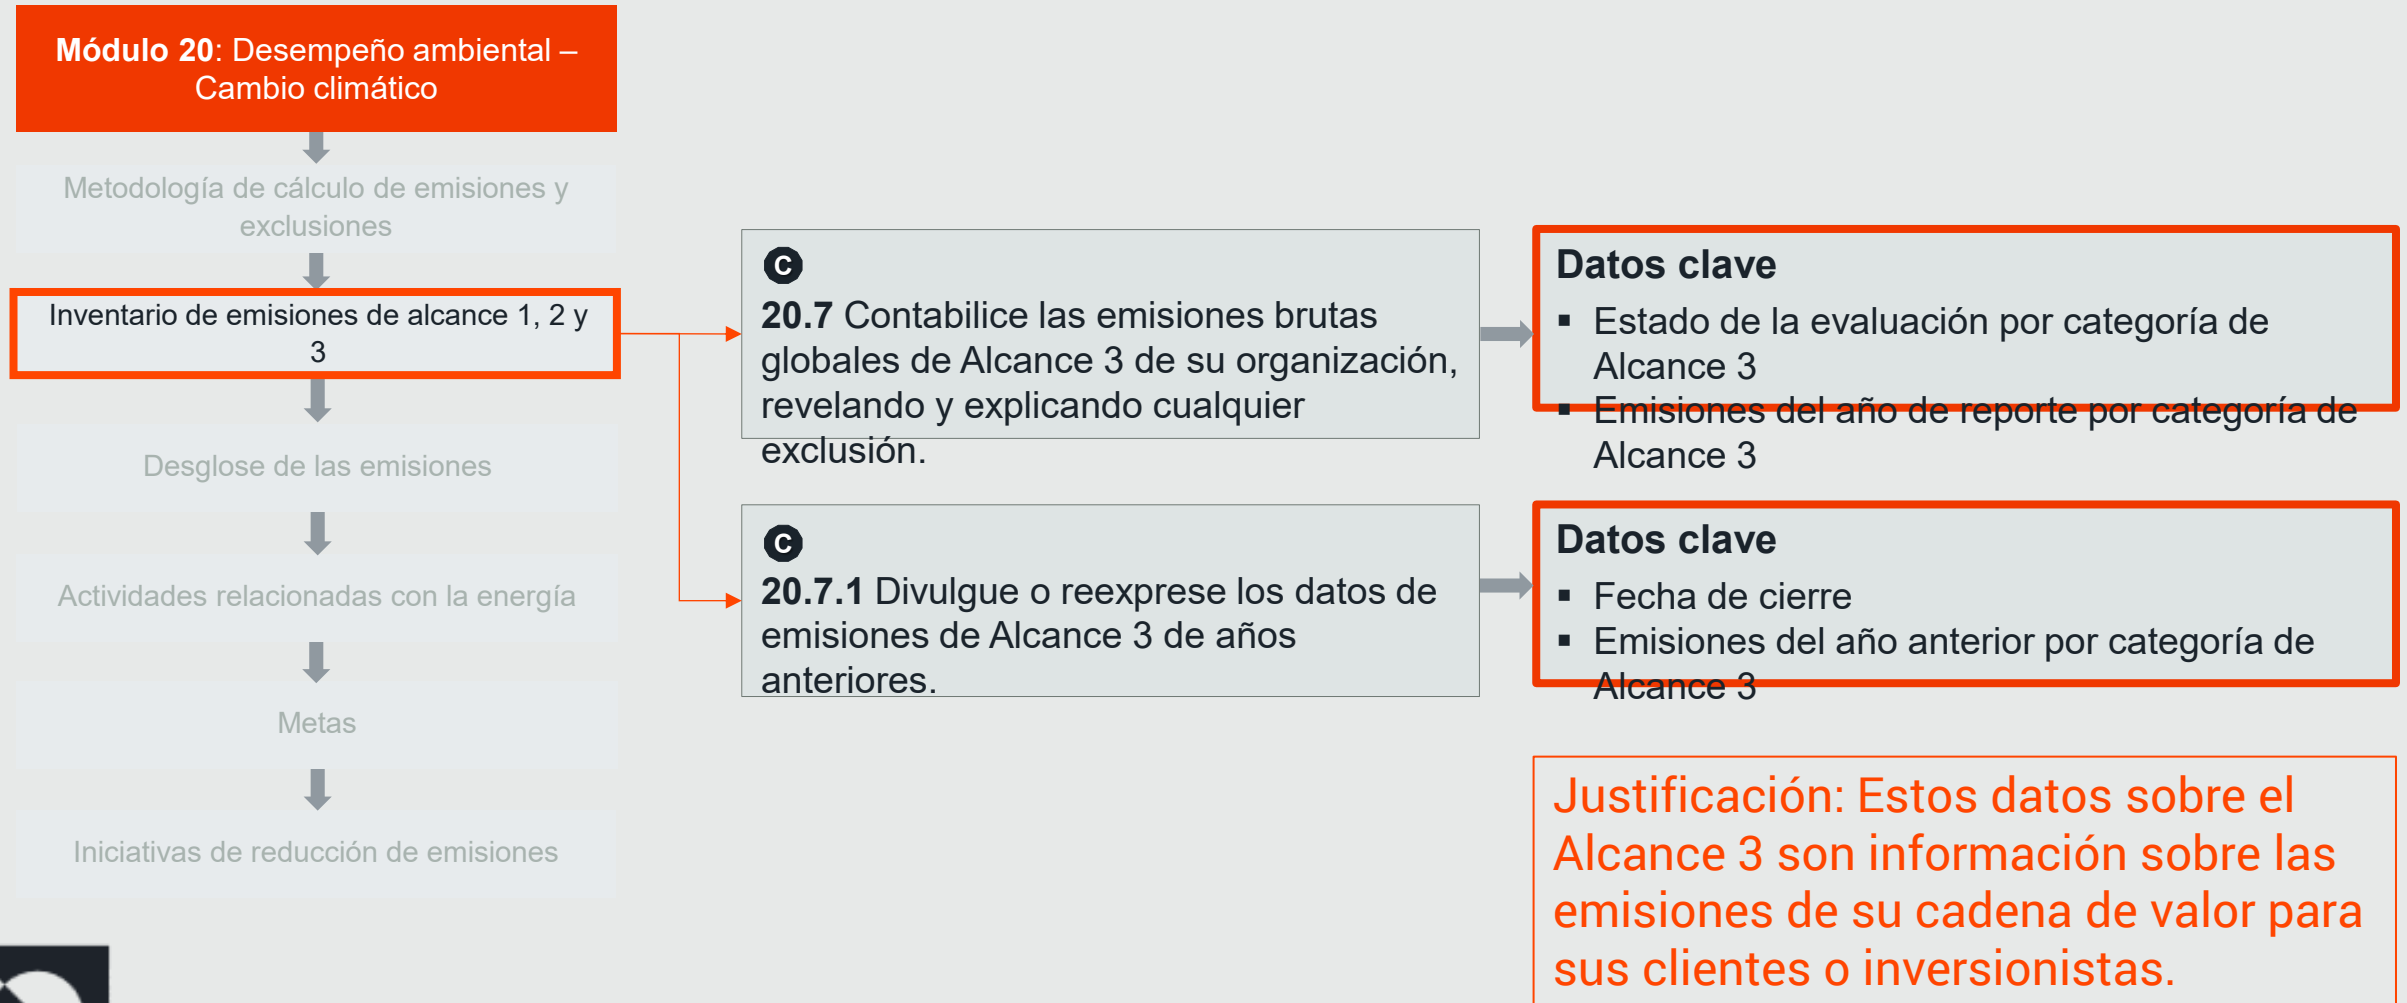 Módulo 20: Desempeño ambiental –
Cambio climático
Metodología de cálculo de emisiones y
exclusiones
Inventario de emisiones de alcance 1, 2 y
3
Desglose de las emisiones
Actividades relacionadas con la energía
Metas
Iniciativas de reducción de emisiones
C
20.7 Contabilice las emisiones brutas
globales de Alcance 3 de su organización,
revelando y explicando cualquier
exclusión.
C
20.7.1 Divulgue o reexprese los datos de
emisiones de Alcance 3 de años
anteriores.
Datos clave
▪ Estado de la evaluación por categoría de
Alcance 3
▪ Emisiones del año de reporte por categoría de
Alcance 3
Datos clave
▪ Fecha de cierre
▪ Emisiones del año anterior por categoría de
Alcance 3
Justificación: Estos datos sobre el
Alcance 3 son información sobre las
emisiones de su cadena de valor para
sus clientes o inversionistas.